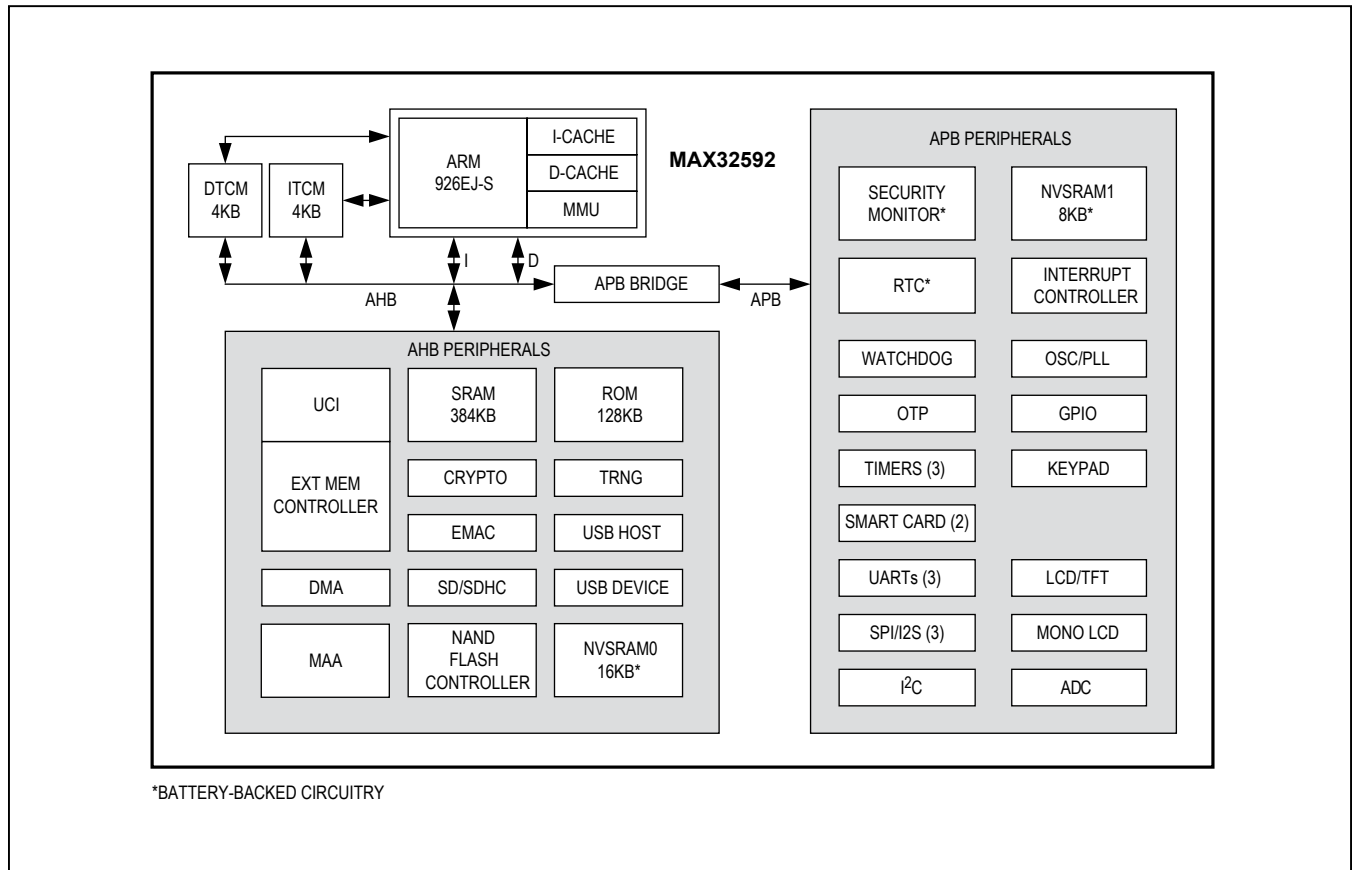 DTCM
4KB
ITCM
4KB
ARM
926EJ-S
I-CACHE
D-CACHE
MMU
MAX32592
I
D
AHB
APB BRIDGE
APB
AHB PERIPHERALS
UCI
SRAM
384KB
ROM
128KB
EXT MEM
CONTROLLER
CRYPTO
TRNG
EMAC
USB HOST
DMA
SD/SDHC
USB DEVICE
MAA
NAND
FLASH
CONTROLLER
NVSRAM0
16KB*
APB PERIPHERALS
SECURITY
MONITOR*
NVSRAM1
8KB*
RTC*
INTERRUPT
CONTROLLER
WATCHDOG
OSC/PLL
OTP
GPIO
TIMERS (3)
KEYPAD
SMART CARD (2)
UARTs (3)
LCD/TFT
SPI/I2S (3)
MONO LCD
I2C
ADC
*BATTERY-BACKED CIRCUITRY